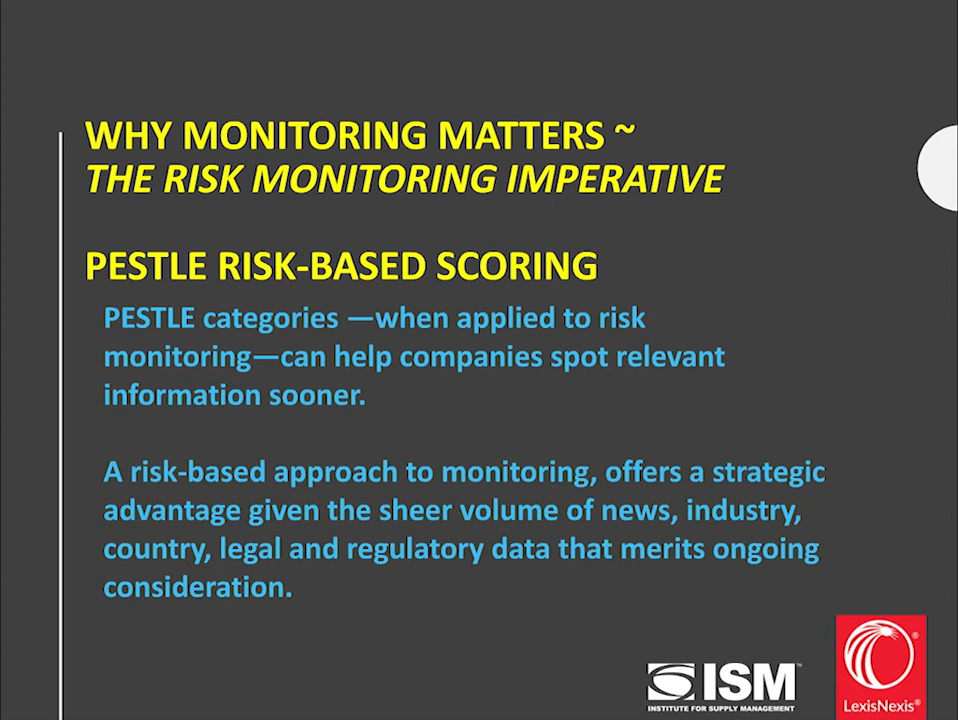 WHY MONITORING MATTERS ~
THE RISK MONITORING IMPERATIVE
PESTLE RISK-BASED SCORING
PESTLE categories —when applied to risk
monitoring—can help companies spot relevant
information sooner.
A risk-based approach to monitoring, offers a strategic
advantage given the sheer volume of news, industry,
country, legal and regulatory data that merits ongoing
consideration.
ISM™
INSTITUTE FOR SUPPLY MANAGEMENT
®
LexisNexis®